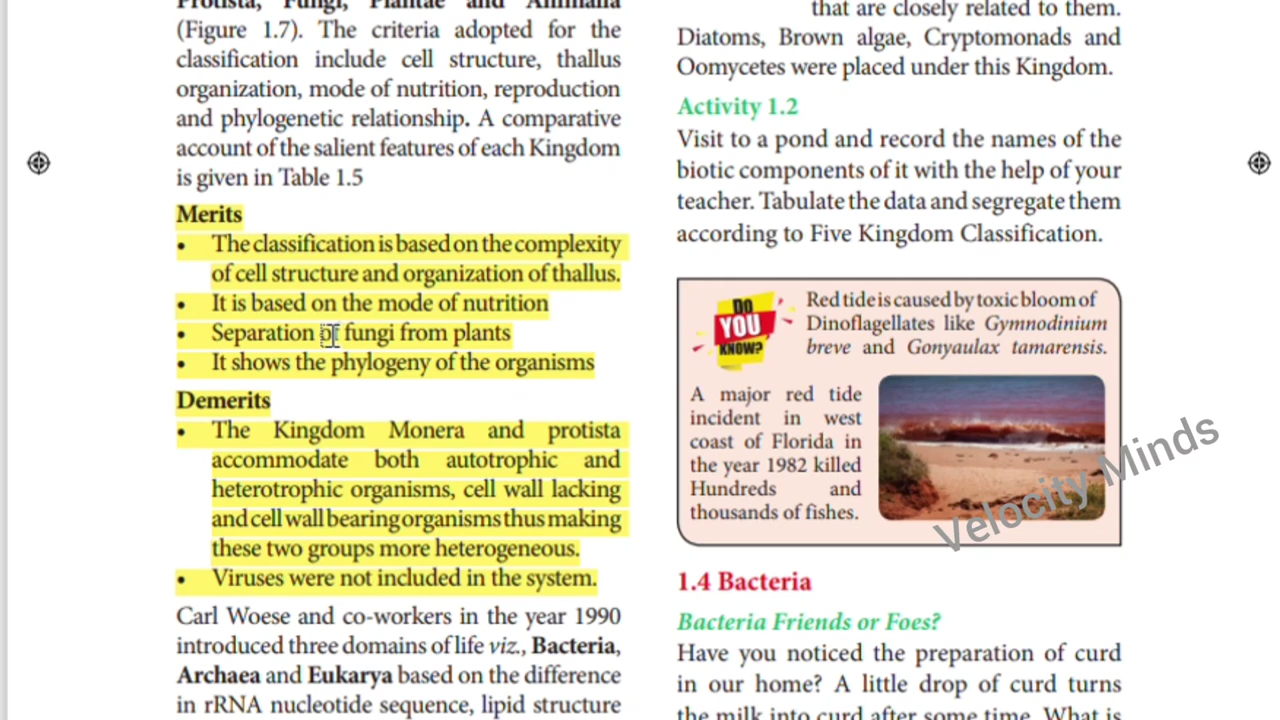 Protista, Fungi, Plantae and Animalia
(Figure 1.7). The criteria adopted for the
classification include cell structure, thallus
organization, mode of nutrition, reproduction
and phylogenetic relationship. A comparative
account of the salient features of each Kingdom
is given in Table 1.5
Merits
• The classification is based on the complexity
of cell structure and organization of thallus.
• It is based on the mode of nutrition
• Separation of fungi from plants
• It shows the phylogeny of the organisms
Demerits
• The Kingdom Monera and protista
accommodate both autotrophic and
heterotrophic organisms, cell wall lacking
and cell wall bearing organisms thus making
these two groups more heterogeneous.
• Viruses were not included in the system.
Carl Woese and co-workers in the year 1990
introduced three domains of life viz., Bacteria,
Archaea and Eukarya based on the difference
in rRNA nucleotide sequence, lipid structure
that are closely related to them.
Diatoms, Brown algae, Cryptomonads and
Oomycetes were placed under this Kingdom.
Activity 1.2
Visit to a pond and record the names of the
biotic components of it with the help of your
teacher. Tabulate the data and segregate them
according to Five Kingdom Classification.
DO
YOU
KNOW?
Red tide is caused by toxic bloom of
Dinoflagellates like Gymnodinium
breve and Gonyaulax tamarensis.
A major red tide
incident in west
coast of Florida in
the year 1982 killed
Hundreds and
thousands of fishes.
Velocity Minds
1.4 Bacteria
Bacteria Friends or Foes?
Have you noticed the preparation of curd
in our home? A little drop of curd turns
the milk into curd after some time. What is